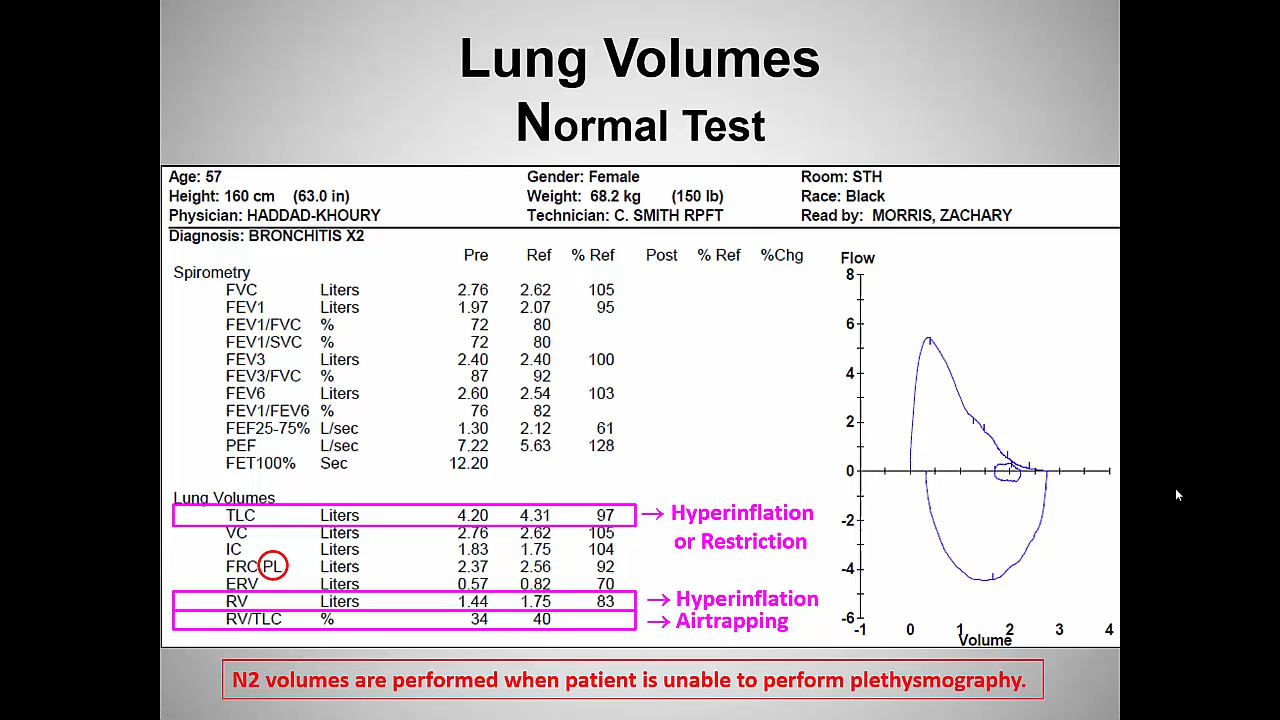 Lung Volumes
Normal Test
Age: 57 Gender: Female Room: STH
Height: 160 cm (63.0 in) Weight: 68.2 kg (150 lb) Race: Black
Physician: HADDAD-KHOURY Technician: C. SMITH RPFT Read by: MORRIS, ZACHARY
Diagnosis: BRONCHITIS X2
Pre Ref % Ref Post % Ref %Chg
Spirometry
FVC Liters 2.76 2.62 105
FEV1 Liters 1.97 2.07 95
FEV1/FVC % 72 80
FEV1/SVC % 72 80
FEV3 Liters 2.40 2.40 100
FEV3/FVC % 87 92
FEV6 Liters 2.60 2.54 103
FEV1/FEV6 % 76 82
FEF25-75% L/sec 1.30 2.12 61
PEF L/sec 7.22 5.63 128
FET100% Sec 12.20
Lung Volumes
TLC Liters 4.20 4.31 97 → Hyperinflation
or Restriction
VC Liters 2.76 2.62 105
IC Liters 1.83 1.75 104
FRC PL Liters 2.37 2.56 92
ERV Liters 0.57 0.82 70
RV Liters 1.44 1.75 83 → Hyperinflation
RV/TLC % 34 40 → Airtrapping
Flow
8
6
4
2
0
-2
-4
-6
-1 0 1 2 3 4
Volume
N2 volumes are performed when patient is unable to perform plethysmography.